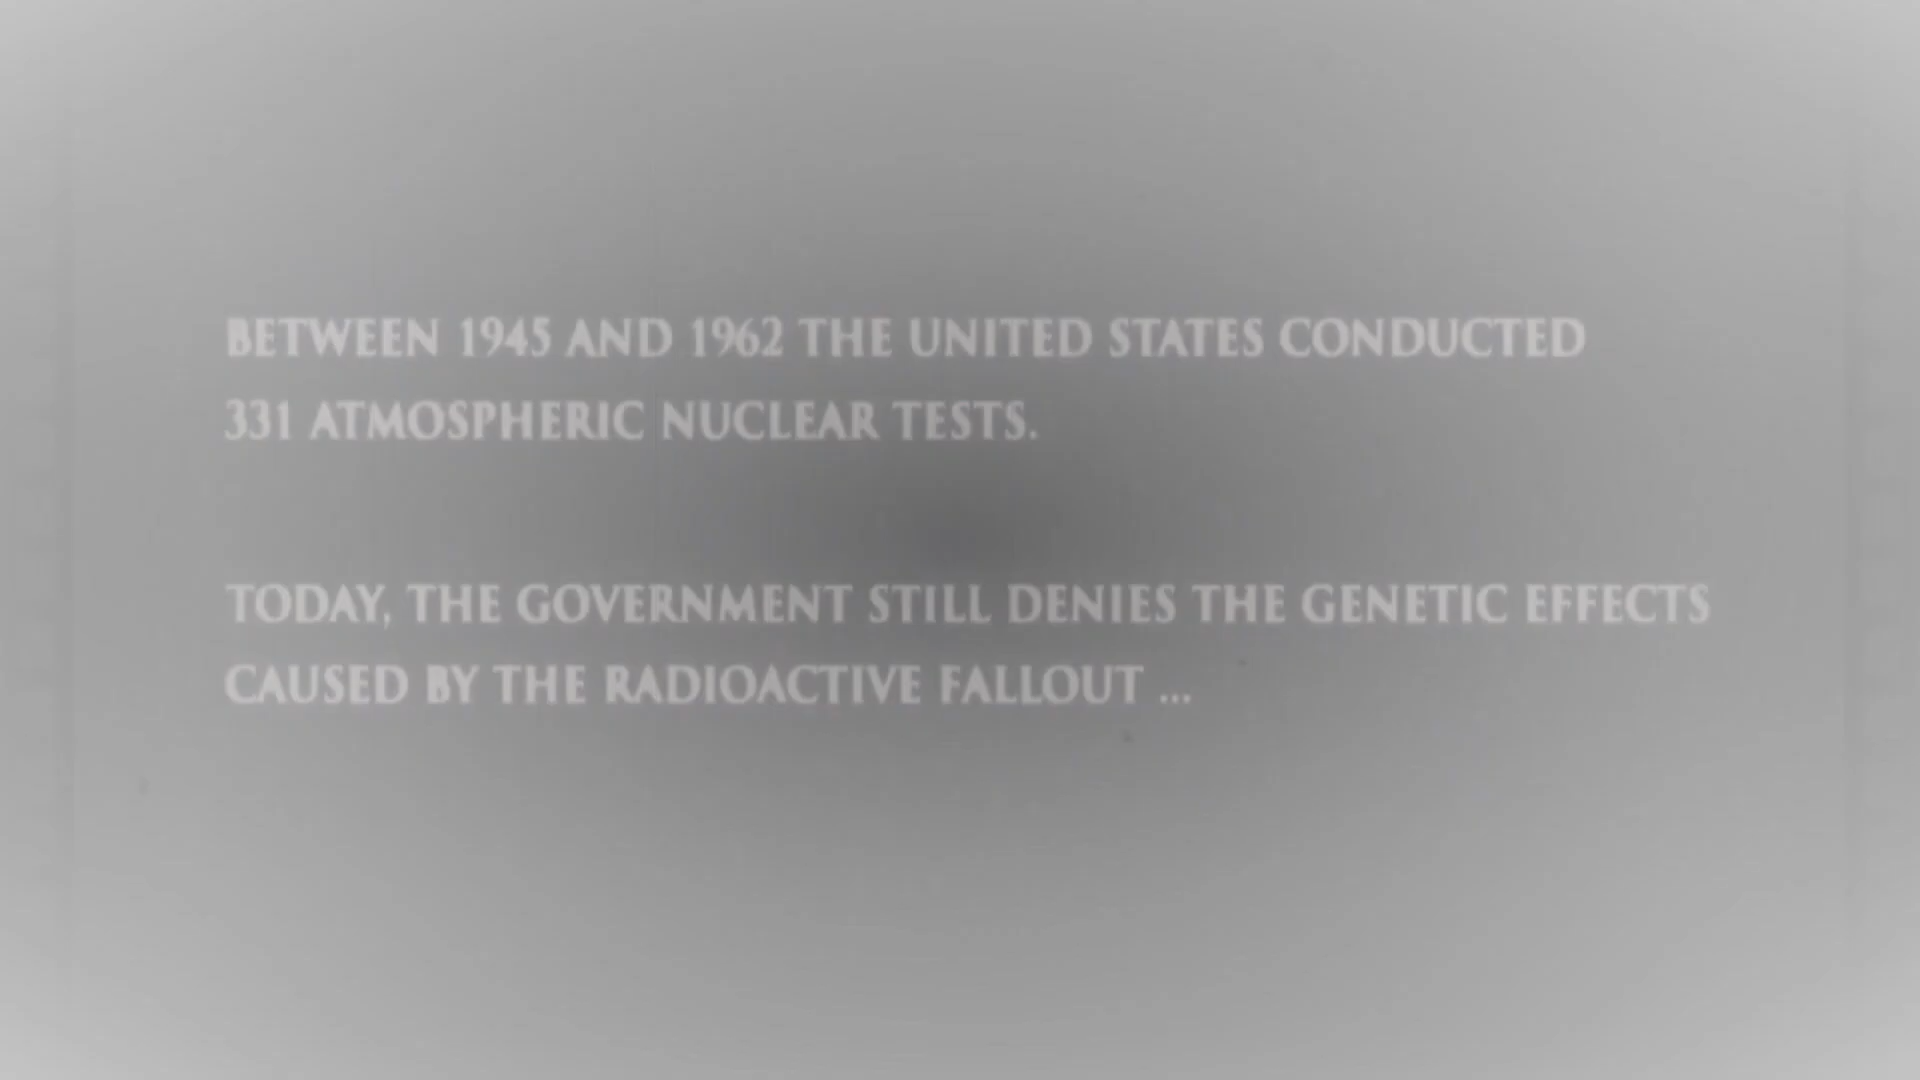 BETWEEN 1945 AND 1962 THE UNITED STATES CONDUCTED
331 ATMOSPHERIC NUCLEAR TESTS.
TODAY, THE GOVERNMENT STILL DENIES THE GENETIC EFFECTS
CAUSED BY THE RADIOACTIVE FALLOUT ...